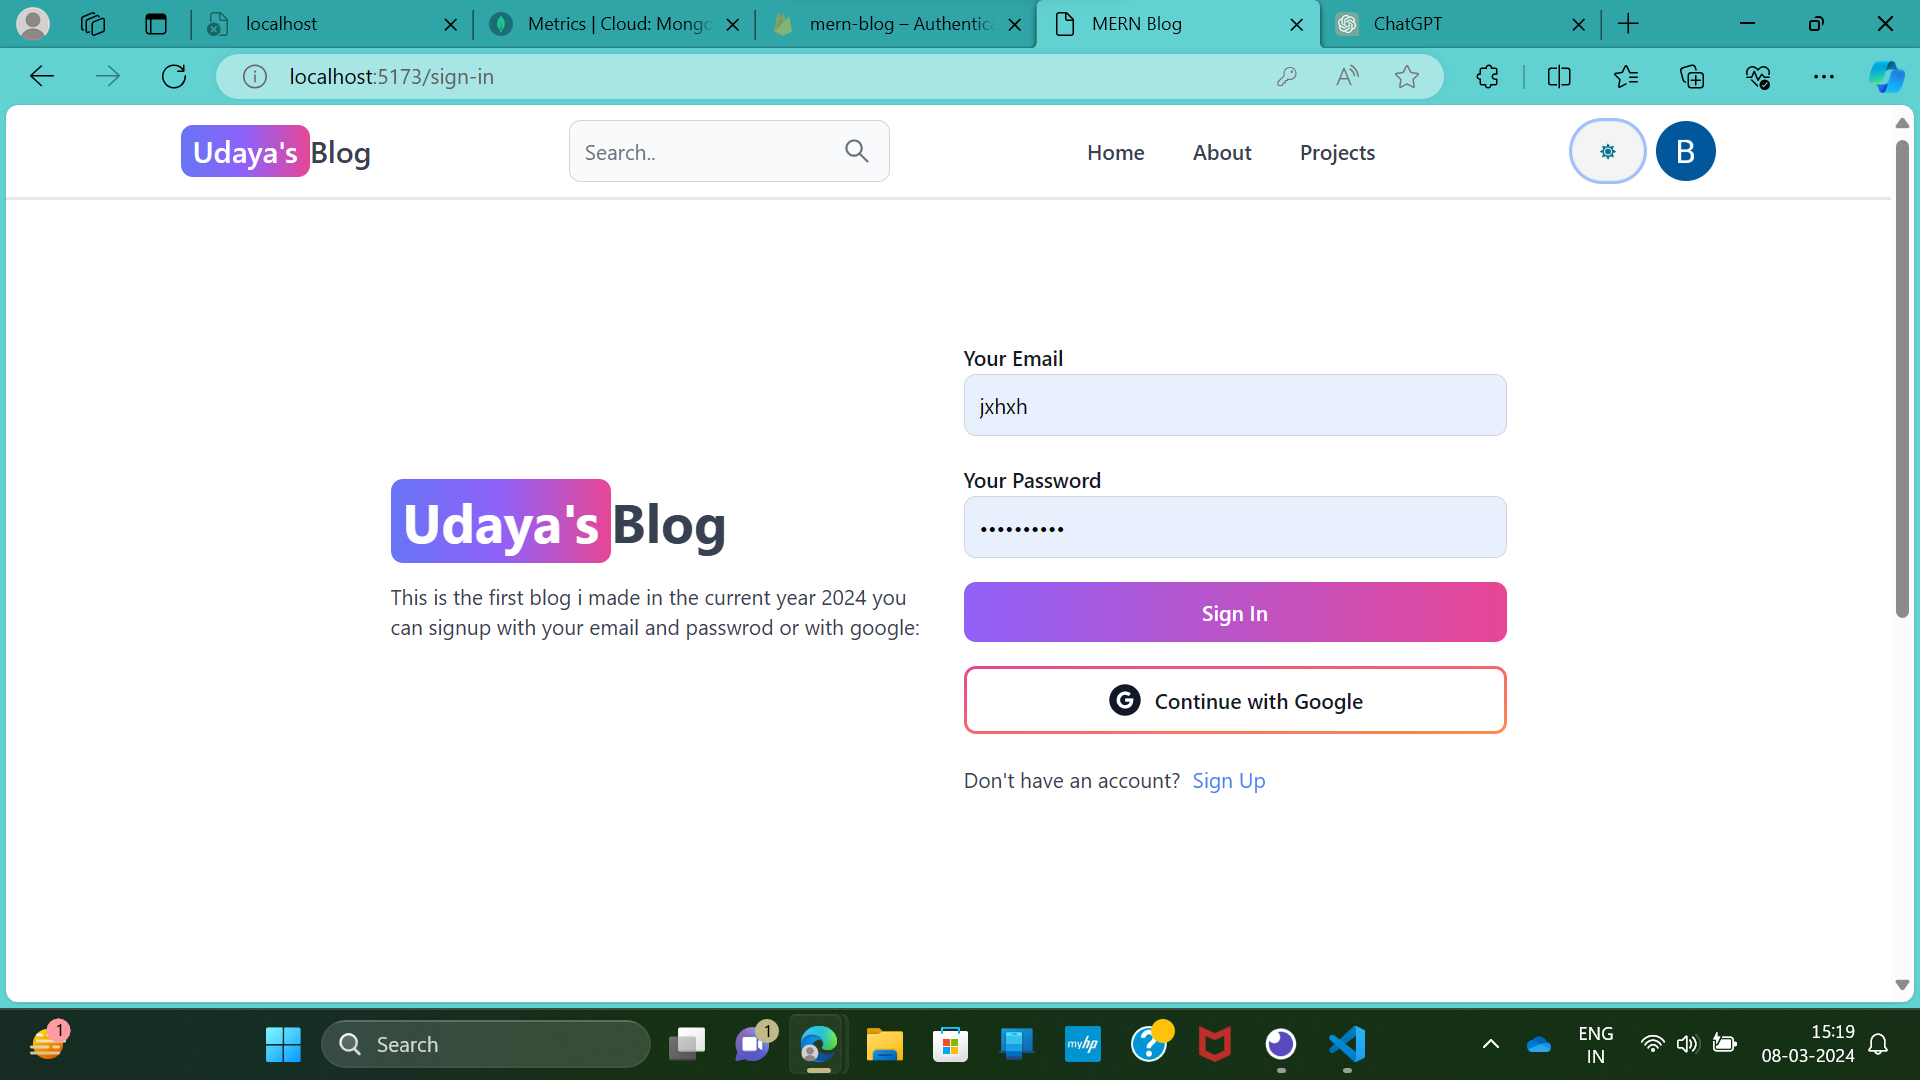 localhost
Metrics | Cloud: Mongo
mern-blog – Authentica
MERN Blog
ChatGPT
localhost:5173/sign-in
Udaya's Blog
Search..
Home
About
Projects
B
Your Email
jxhxh
Your Password
Udaya's Blog
This is the first blog i made in the current year 2024 you
can signup with your email and passwrod or with google:
Sign In
G Continue with Google
Don't have an account? Sign Up
1
Search
1
myhp
ENG
IN
15:19
08-03-2024